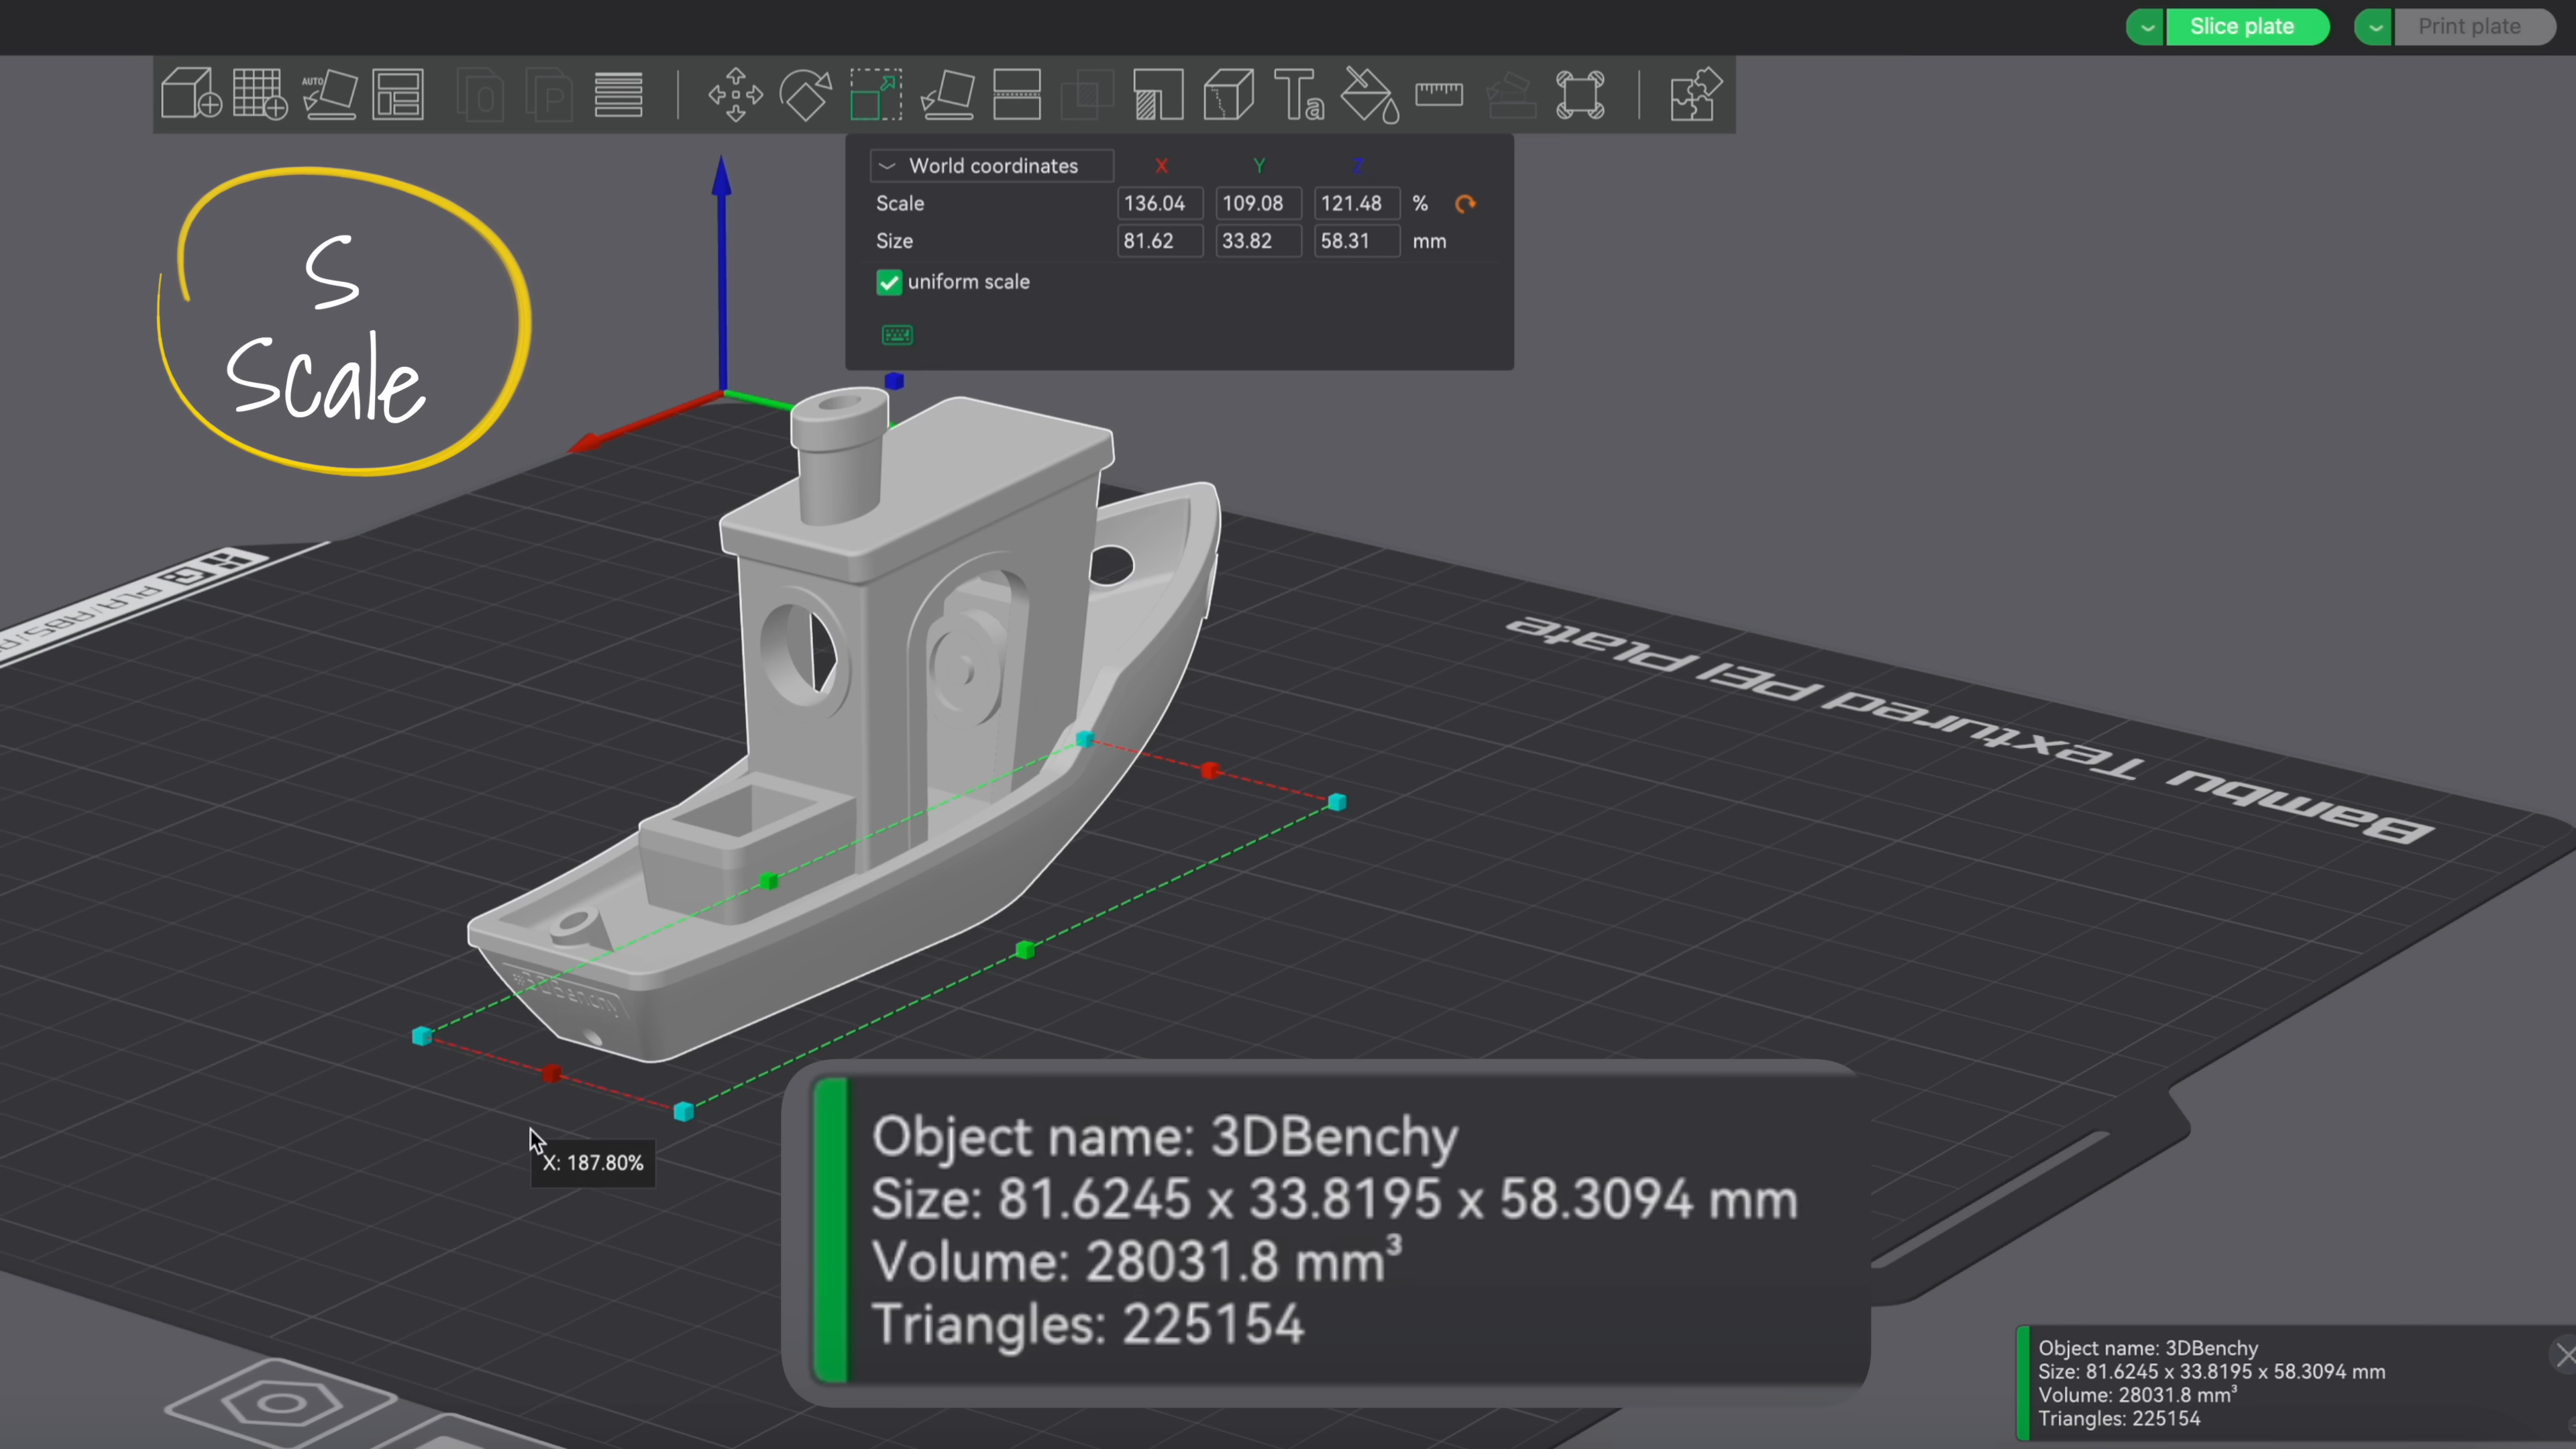 Slice plate
Print plate
AUTO
World coordinates X Y Z
Scale 136.04 109.08 121.48 %
Size 81.62 33.82 58.31 mm
uniform scale
S
Scale
Bambu Textured PEI Plate
#3DBenchy
X: 187.80%
Object name: 3DBenchy
Size: 81.6245 x 33.8195 x 58.3094 mm
Volume: 28031.8 mm³
Triangles: 225154
Object name: 3DBenchy
Size: 81.6245 x 33.8195 x 58.3094 mm
Volume: 28031.8 mm³
Triangles: 225154